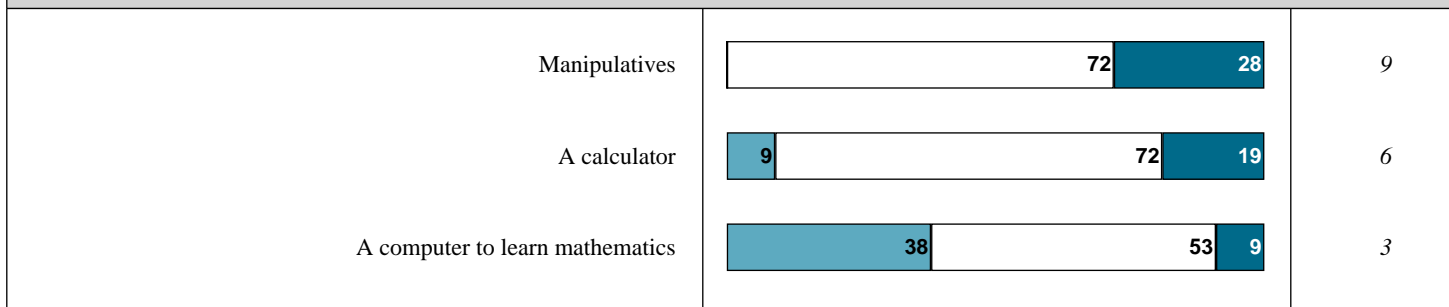 Manipulatives 72 28 9
A calculator 9 72 19 6
A computer to learn mathematics 38 53 9 3